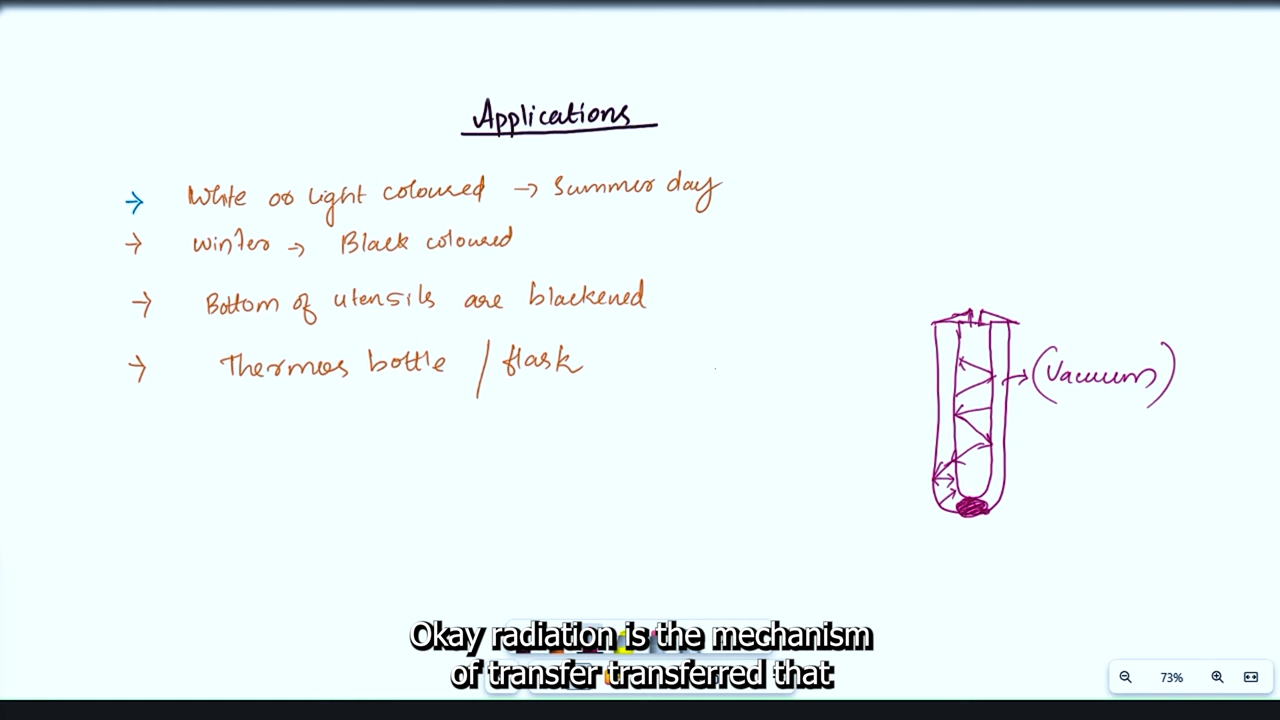 Applications
→ White or light coloured → Summer day
→ winter → Black coloured
→ Bottom of utensils are blackened
→ Thermos bottle / flask
→ (Vacuum)
Okay radiation is the mechanism
of transfer transferred that
73%